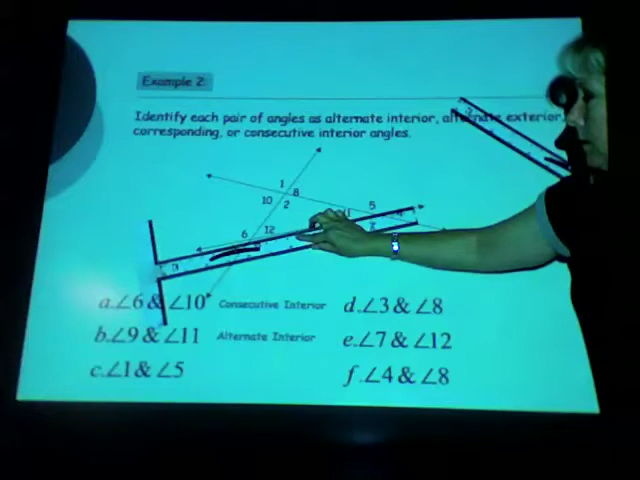 Example 2:
Identify each pair of angles as alternate interior, alternate exterior,
corresponding, or consecutive interior angles.
1
8
10
2
5
11
4
6
12
a.∠6 & ∠10 Consecutive Interior d.∠3 & ∠8
b.∠9 & ∠11 Alternate Interior e.∠7 & ∠12
c.∠1 & ∠5 f.∠4 & ∠8